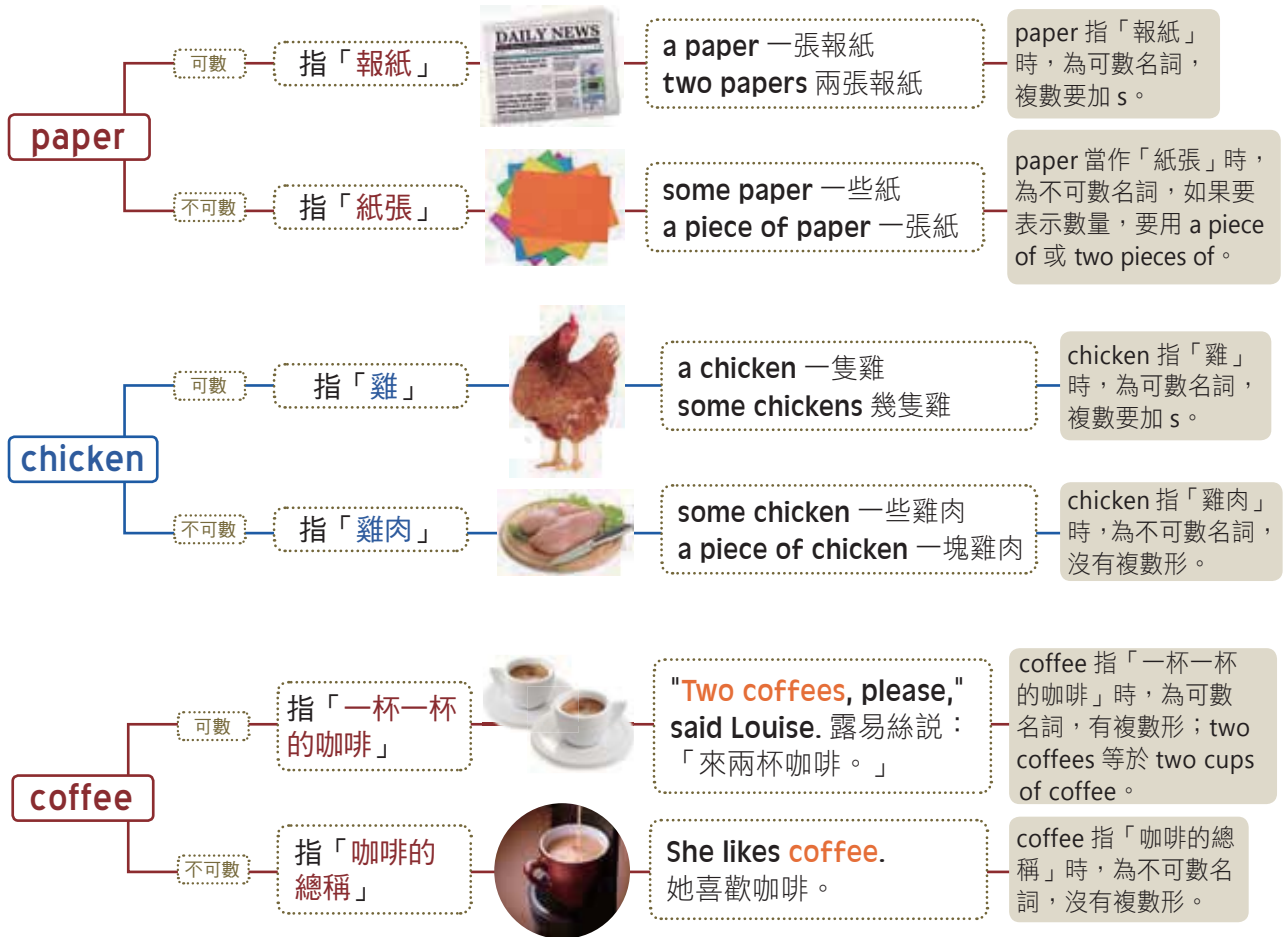 paper
可數
指「報紙」
DAILY NEWS
a paper 一張報紙
two papers 兩張報紙
paper 指「報紙」
時，為可數名詞，
複數要加 s。
不可數
指「紙張」
some paper 一些紙
a piece of paper 一張紙
paper 當作「紙張」時，
為不可數名詞，如果要
表示數量，要用 a piece
of 或 two pieces of。
chicken
可數
指「雞」
a chicken 一隻雞
some chickens 幾隻雞
chicken 指「雞」
時，為可數名詞，
複數要加 s。
不可數
指「雞肉」
some chicken 一些雞肉
a piece of chicken 一塊雞肉
chicken 指「雞肉」
時，為不可數名詞，
沒有複數形。
coffee
可數
指「一杯一杯
的咖啡」
"Two coffees, please,"
said Louise. 露易絲説：
「來兩杯咖啡。」
coffee 指「一杯一杯
的咖啡」時，為可數
名詞，有複數形；two
coffees 等於 two cups
of coffee。
不可數
指「咖啡的
總稱」
She likes coffee.
她喜歡咖啡。
coffee 指「咖啡的總
稱」時，為不可數名
詞，沒有複數形。